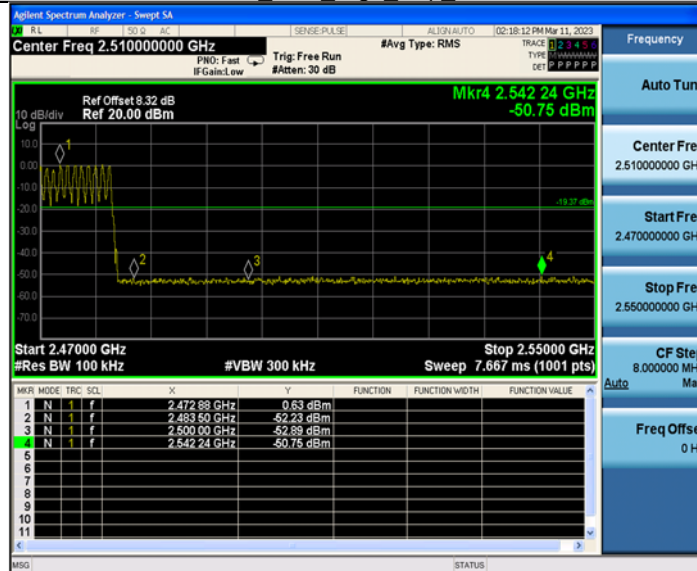 Agilent Spectrum Analyzer - Swept SA
RL RF 50 Ω AC SENSE:PULSE ALIGN AUTO 02:18:12 PM Mar 11, 2023
Center Freq 2.510000000 GHz #Avg Type: RMS TRACE 1 2 3 4 5 6
PNO: Fast Trig: Free Run TYPE
IFGain:Low #Atten: 30 dB DET P P P P P P
Mkr4 2.542 24 GHz
-50.75 dBm
Ref Offset 8.32 dB
10 dB/div Ref 20.00 dBm
Log
10.0
0.00
-10.0
-20.0
-30.0
-40.0
-50.0
-60.0
-70.0
1
2
3
4
-19.37 dBm
Start 2.47000 GHz Stop 2.55000 GHz
#Res BW 100 kHz #VBW 300 kHz Sweep 7.667 ms (1001 pts)
MKR MODE TRC SCL X Y FUNCTION FUNCTION WIDTH FUNCTION VALUE
1 N 1 f 2.472 88 GHz 0.63 dBm
2 N 1 f 2.483 50 GHz -52.23 dBm
3 N 1 f 2.500 00 GHz -52.89 dBm
4 N 1 f 2.542 24 GHz -50.75 dBm
5
6
7
8
9
10
11
MSG STATUS
Frequency
Auto Tun
Center Fre
2.510000000 GH
Start Fre
2.470000000 GH
Stop Fre
2.550000000 GH
CF Ste
8.000000 MH
Auto Ma
Freq Offse
0 H